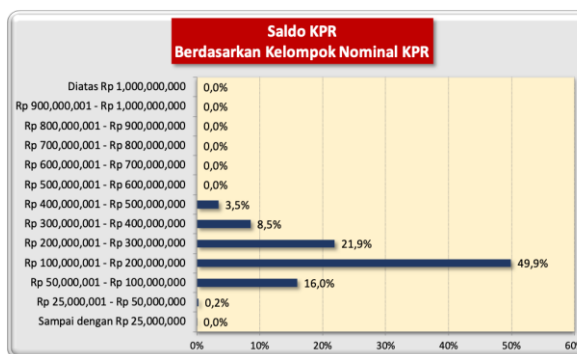 Saldo KPR
Berdasarkan Kelompok Nominal KPR
Diatas Rp 1,000,000,000 0,0%
Rp 900,000,001 - Rp 1,000,000,000 0,0%
Rp 800,000,001 - Rp 900,000,000 0,0%
Rp 700,000,001 - Rp 800,000,000 0,0%
Rp 600,000,001 - Rp 700,000,000 0,0%
Rp 500,000,001 - Rp 600,000,000 0,0%
Rp 400,000,001 - Rp 500,000,000 3,5%
Rp 300,000,001 - Rp 400,000,000 8,5%
Rp 200,000,001 - Rp 300,000,000 21,9%
Rp 100,000,001 - Rp 200,000,000 49,9%
Rp 50,000,001 - Rp 100,000,000 16,0%
Rp 25,000,001 - Rp 50,000,000 0,2%
Sampai dengan Rp 25,000,000 0,0%
0% 10% 20% 30% 40% 50% 60%